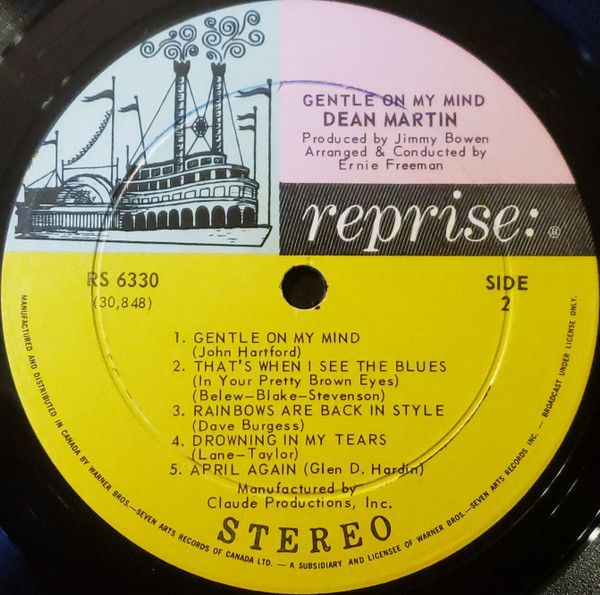 GENTLE ON MY MIND
DEAN MARTIN
Produced by Jimmy Bowen
Arranged & Conducted by
Ernie Freeman
reprise: ®
RS 6330
(30,848)
SIDE
2
1. GENTLE ON MY MIND
(John Hartford)
2. THAT'S WHEN I SEE THE BLUES
(In Your Pretty Brown Eyes)
(Belew—Blake—Stevenson)
3. RAINBOWS ARE BACK IN STYLE
(Dave Burgess)
4. DROWNING IN MY TEARS
(Lane—Taylor)
5. APRIL AGAIN (Glen D. Hardin)
Manufactured by
Claude Productions, Inc.
STEREO
MANUFACTURED AND DISTRIBUTED IN CANADA BY WARNER BROS.—SEVEN ARTS RECORDS OF CANADA LTD. — A SUBSIDIARY AND LICENSEE OF WARNER BROS.—SEVEN ARTS RECORDS INC. — BROADCAST UNDER LICENSE ONLY.